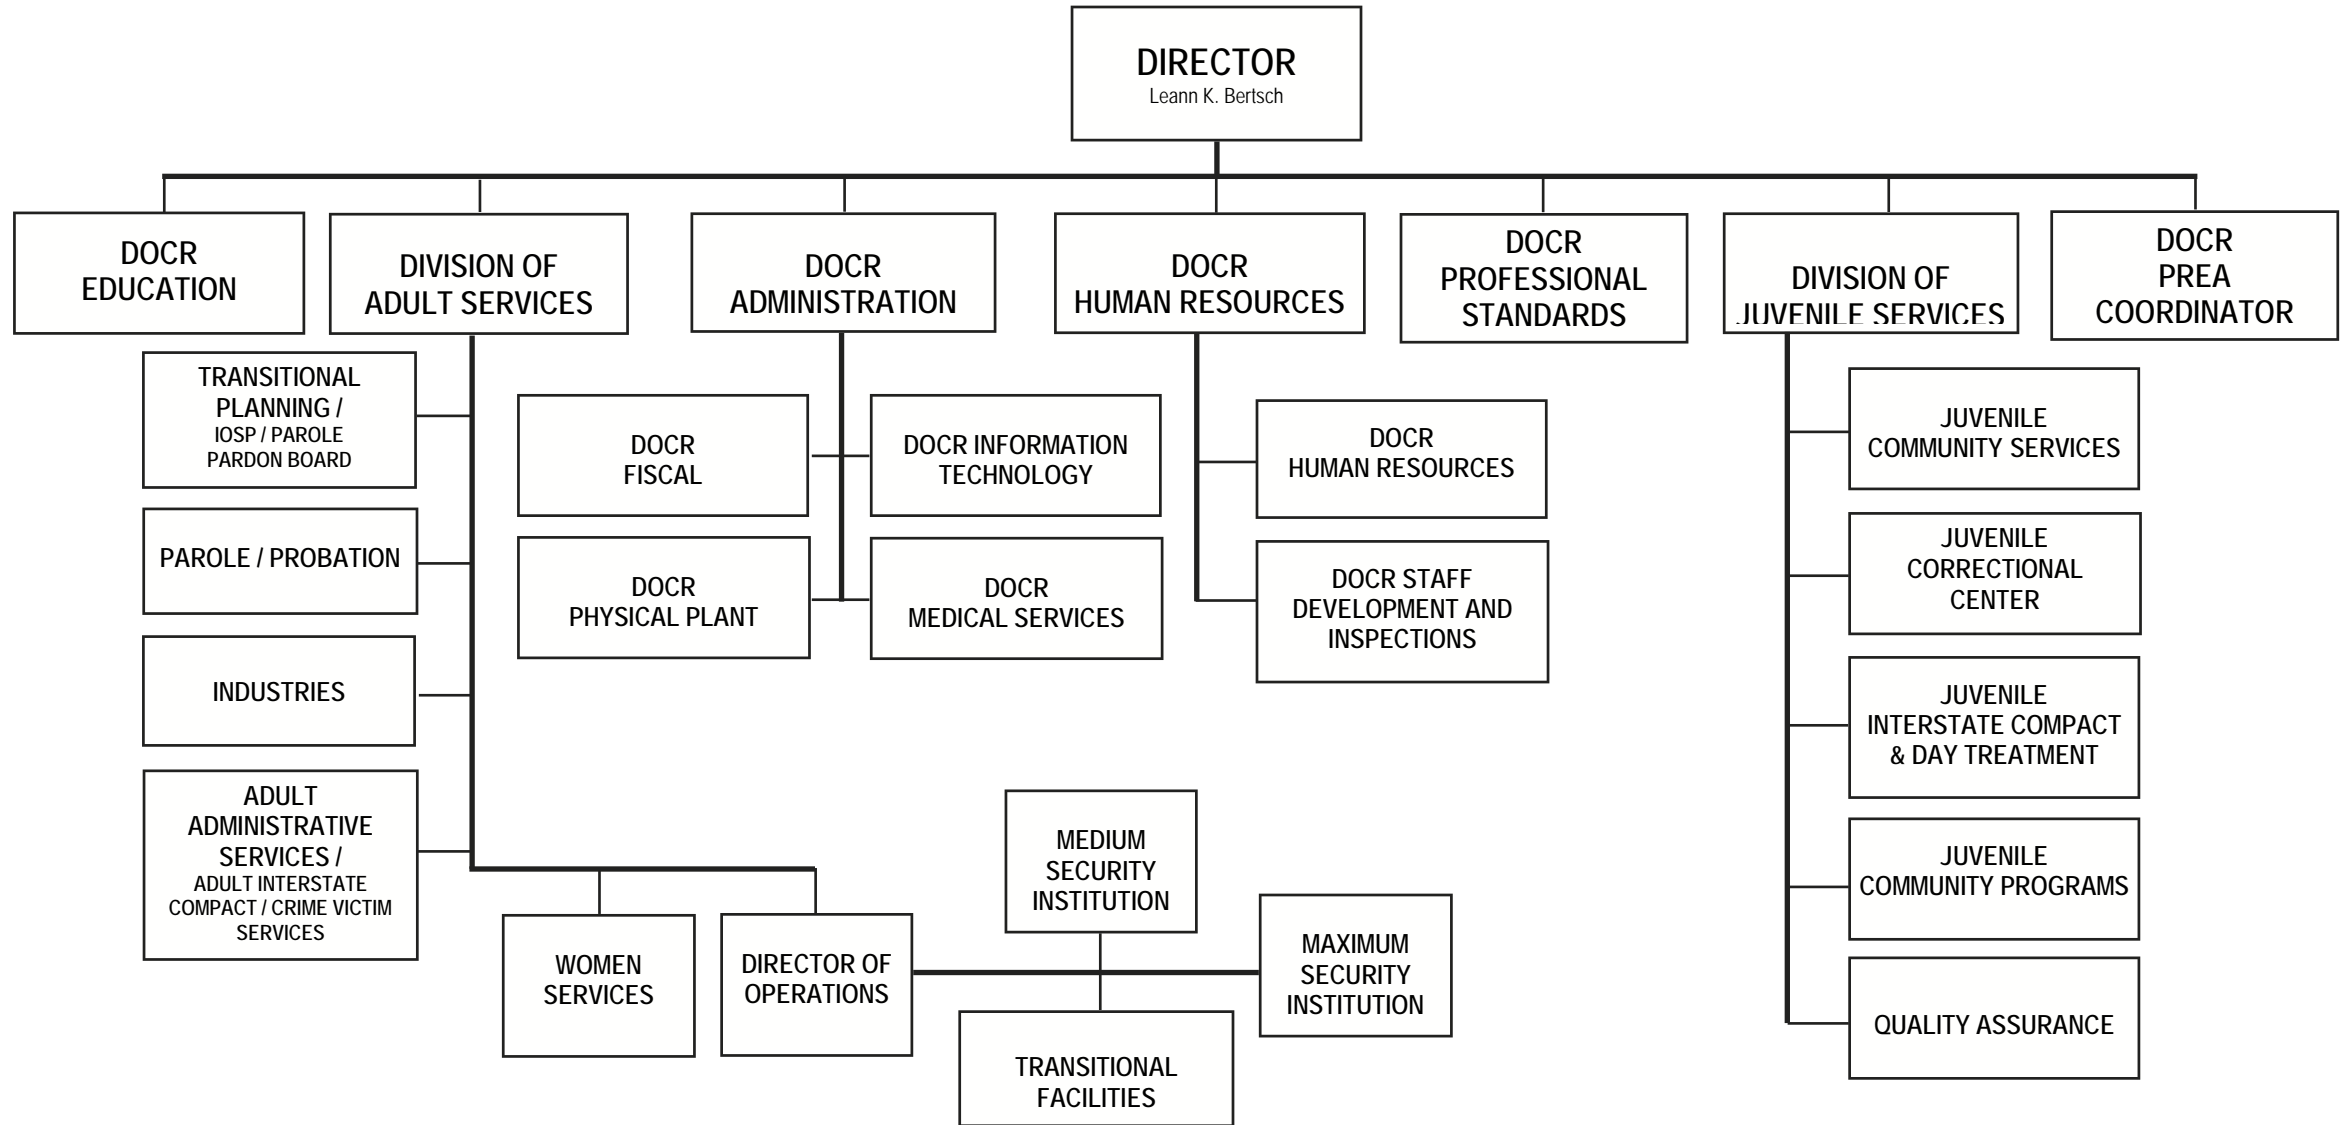 DIRECTOR
Leann K. Bertsch
DOCR
EDUCATION
DIVISION OF
ADULT SERVICES
DOCR
ADMINISTRATION
DOCR
HUMAN RESOURCES
DOCR
PROFESSIONAL
STANDARDS
DIVISION OF
JUVENILE SERVICES
DOCR
PREA
COORDINATOR
TRANSITIONAL
PLANNING /
IOSP / PAROLE
PARDON BOARD
PAROLE / PROBATION
INDUSTRIES
ADULT
ADMINISTRATIVE
SERVICES /
ADULT INTERSTATE
COMPACT / CRIME VICTIM
SERVICES
WOMEN
SERVICES
DIRECTOR OF
OPERATIONS
MEDIUM
SECURITY
INSTITUTION
MAXIMUM
SECURITY
INSTITUTION
TRANSITIONAL
FACILITIES
DOCR
FISCAL
DOCR INFORMATION
TECHNOLOGY
DOCR
PHYSICAL PLANT
DOCR
MEDICAL SERVICES
DOCR
HUMAN RESOURCES
DOCR STAFF
DEVELOPMENT AND
INSPECTIONS
JUVENILE
COMMUNITY SERVICES
JUVENILE
CORRECTIONAL
CENTER
JUVENILE
INTERSTATE COMPACT
& DAY TREATMENT
JUVENILE
COMMUNITY PROGRAMS
QUALITY ASSURANCE